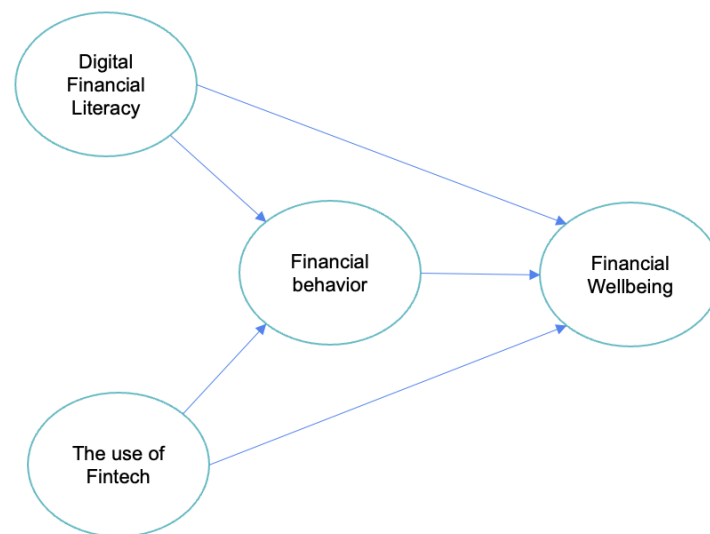 Digital
Financial
Literacy
Financial
behavior
Financial
Wellbeing
The use of
Fintech